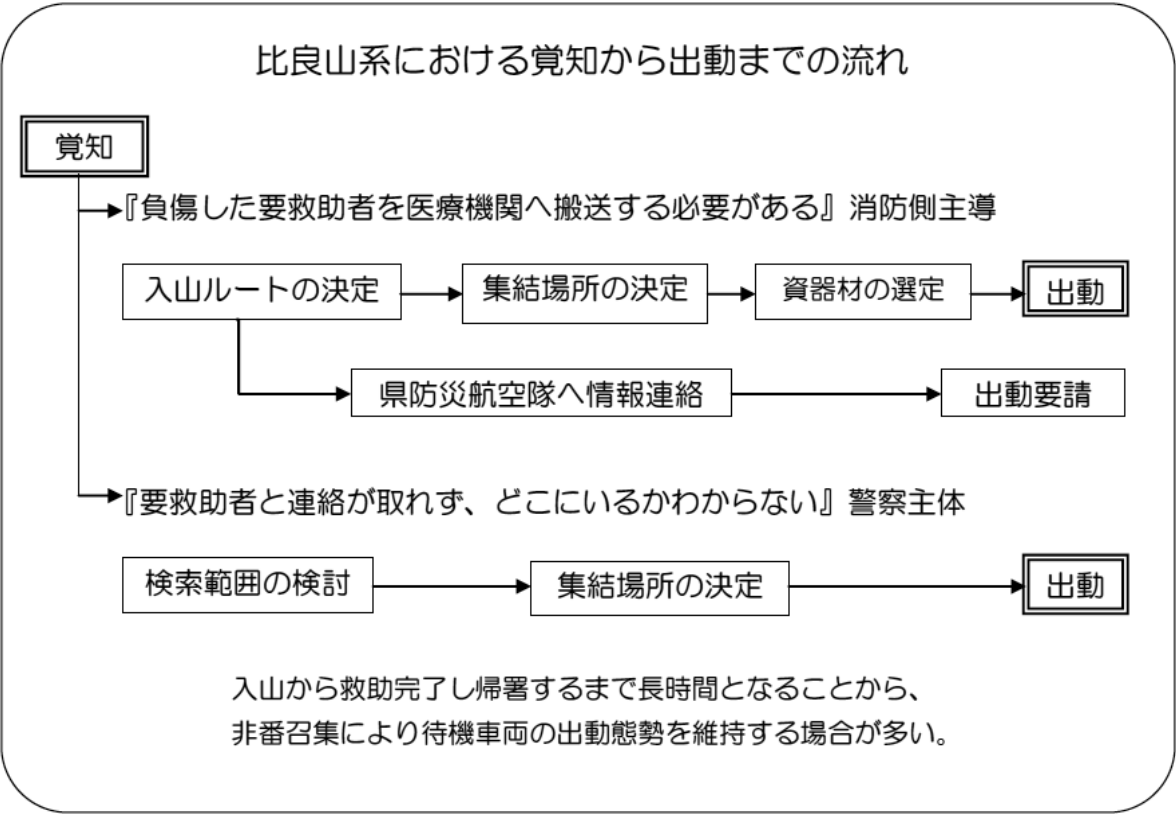 比良山系における覚知から出動までの流れ
覚知
『負傷した要救助者を医療機関へ搬送する必要がある』消防側主導
入山ルートの決定
集結場所の決定
資器材の選定
出動
県防災航空隊へ情報連絡
出動要請
『要救助者と連絡が取れず、どこにいるかわからない』警察主体
検索範囲の検討
集結場所の決定
出動
入山から救助完了し帰署するまで長時間となることから、
非番召集により待機車両の出動態勢を維持する場合が多い。